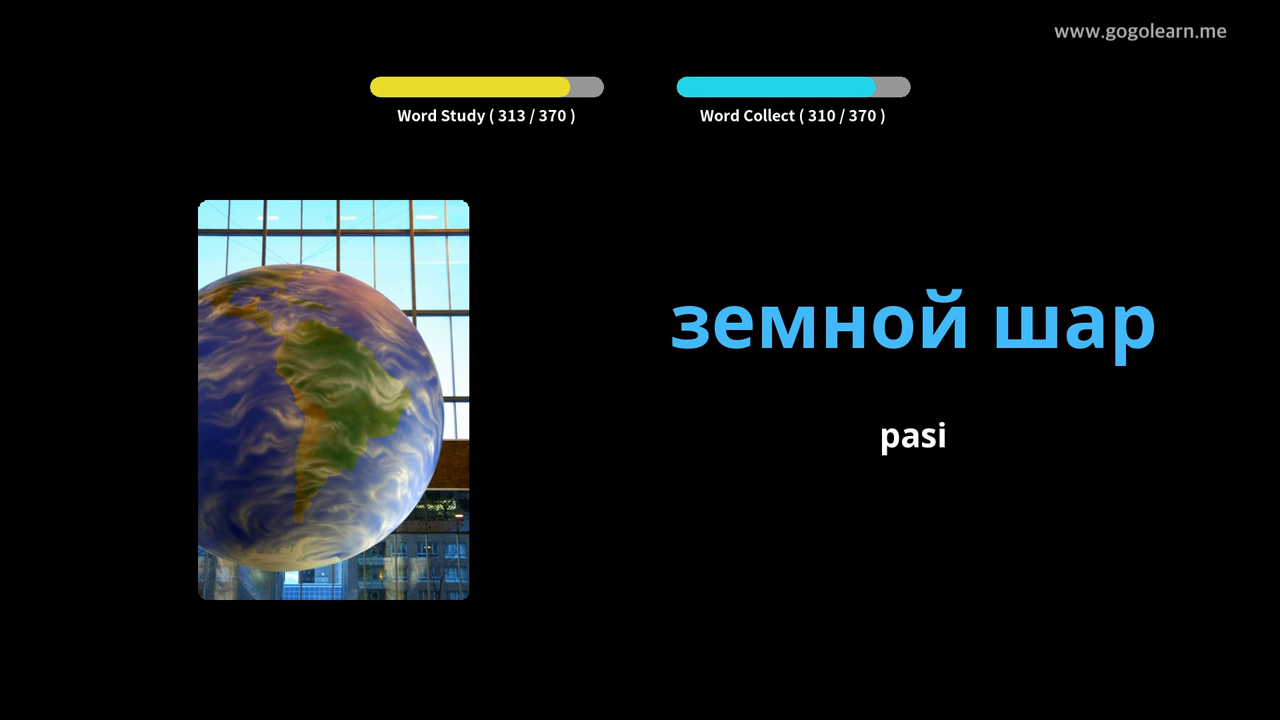 www.gogolearn.me
Word Study ( 313 / 370 )
Word Collect ( 310 / 370 )
земной шар
pasi